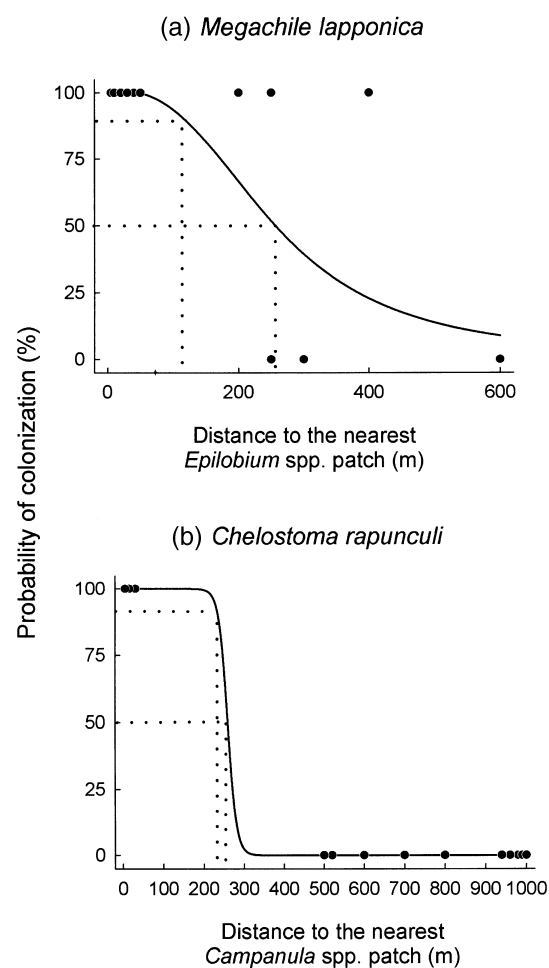 (a) Megachile lapponica
100
75
50
25
0
0 200 400 600
Distance to the nearest
Epilobium spp. patch (m)
Probability of colonization (%)
(b) Chelostoma rapunculi
100
75
50
25
0
0 100 200 300 400 500 600 700 800 900 1000
Distance to the nearest
Campanula spp. patch (m)